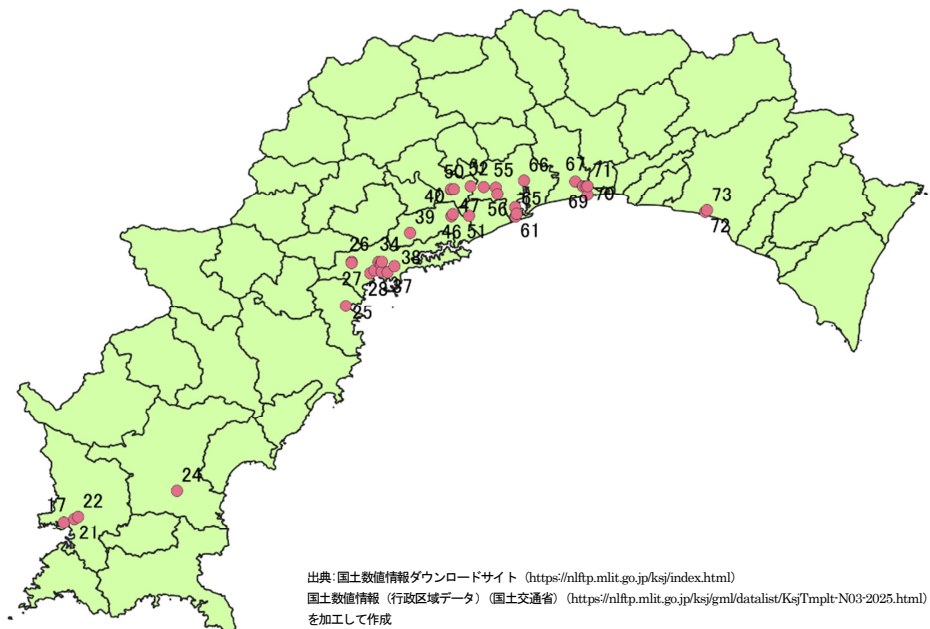 50 52 55 66 67 71
40 47 56 65 69 70 73
39 46 51 61 72
26 34
38
27 28 37
25
24
17 22
21
出典：国土数値情報ダウンロードサイト（https://nlftp.mlit.go.jp/ksj/index.html）
国土数値情報（行政区域データ）（国土交通省）（https://nlftp.mlit.go.jp/ksj/gml/datalist/KsjTmplt-N03-2025.html）
を加工して作成